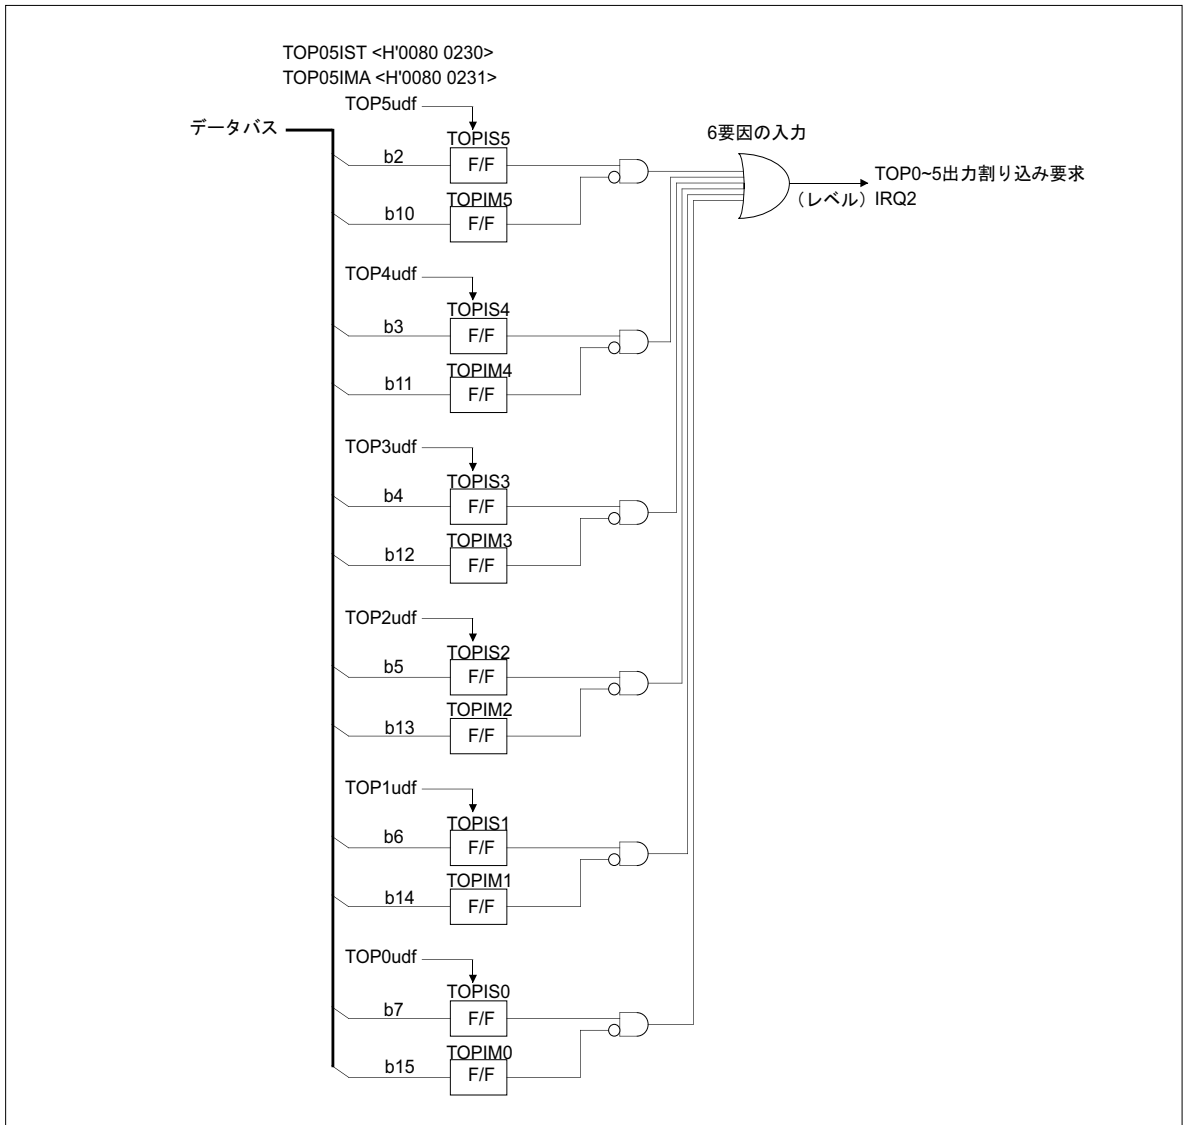 TOP05IST <H'0080 0230>
TOP05IMA <H'0080 0231>
TOP5udf
データバス
TOPIS5
6要因の入力
b2
F/F
TOP0~5出力割り込み要求
(レベル) IRQ2
TOPIM5
b10
F/F
TOP4udf
TOPIS4
b3
F/F
TOPIM4
b11
F/F
TOP3udf
TOPIS3
b4
F/F
TOPIM3
b12
F/F
TOP2udf
TOPIS2
b5
F/F
TOPIM2
b13
F/F
TOP1udf
TOPIS1
b6
F/F
TOPIM1
b14
F/F
TOP0udf
TOPIS0
b7
F/F
TOPIM0
b15
F/F